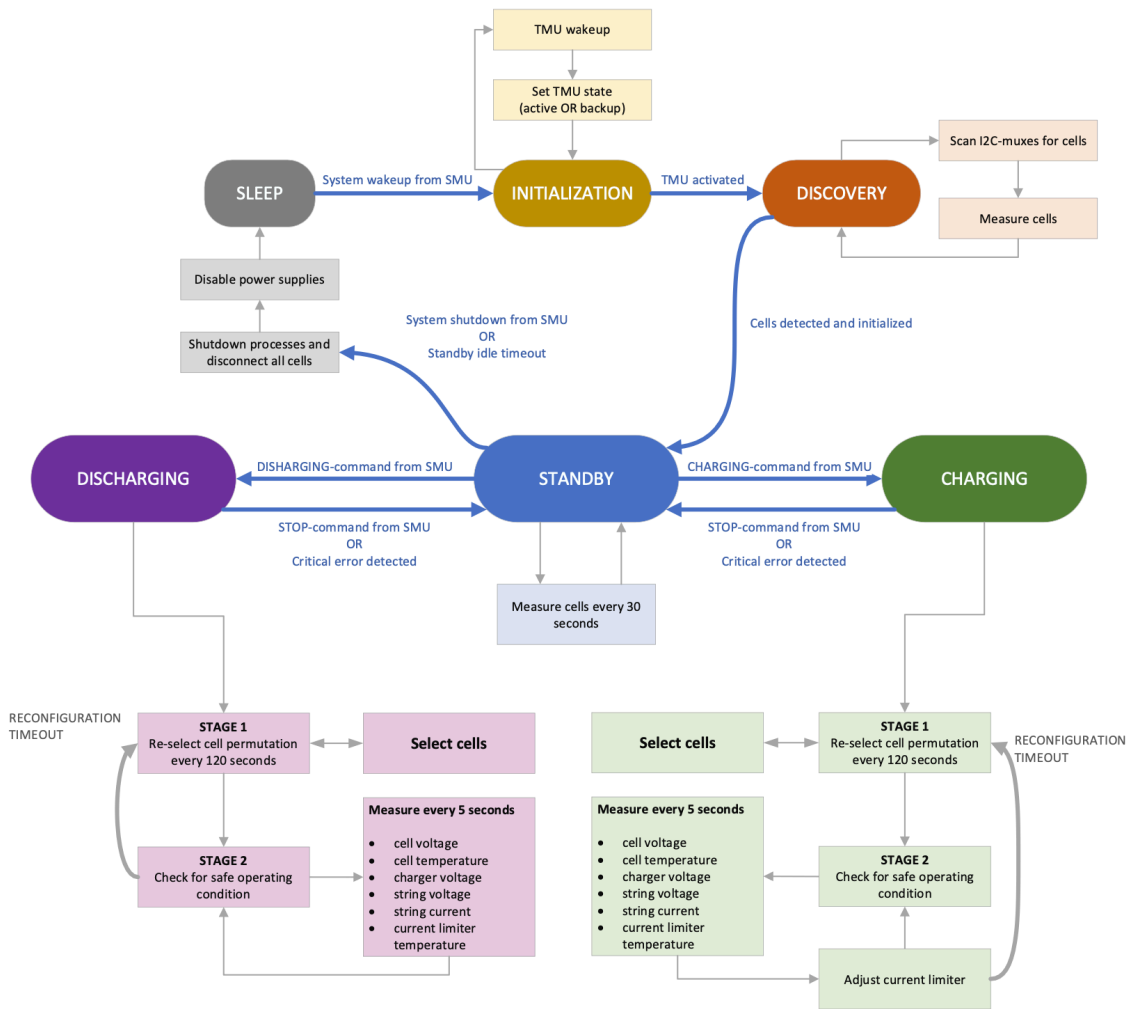 TMU wakeup
Set TMU state
(active OR backup)
Scan I2C-muxes for cells
SLEEP
System wakeup from SMU
INITIALIZATION
TMU activated
DISCOVERY
Measure cells
Disable power supplies
System shutdown from SMU
OR
Standby idle timeout
Cells detected and initialized
Shutdown processes and
disconnect all cells
DISCHARGING
DISHARGING-command from SMU
STANDBY
CHARGING-command from SMU
CHARGING
STOP-command from SMU
OR
Critical error detected
STOP-command from SMU
OR
Critical error detected
Measure cells every 30
seconds
RECONFIGURATION
TIMEOUT
STAGE 1
Re-select cell permutation
every 120 seconds
Select cells
Select cells
STAGE 1
Re-select cell permutation
every 120 seconds
RECONFIGURATION
TIMEOUT
STAGE 2
Check for safe operating
condition
Measure every 5 seconds
• cell voltage
• cell temperature
• charger voltage
• string voltage
• string current
• current limiter
temperature
Measure every 5 seconds
• cell voltage
• cell temperature
• charger voltage
• string voltage
• string current
• current limiter
temperature
STAGE 2
Check for safe operating
condition
Adjust current limiter